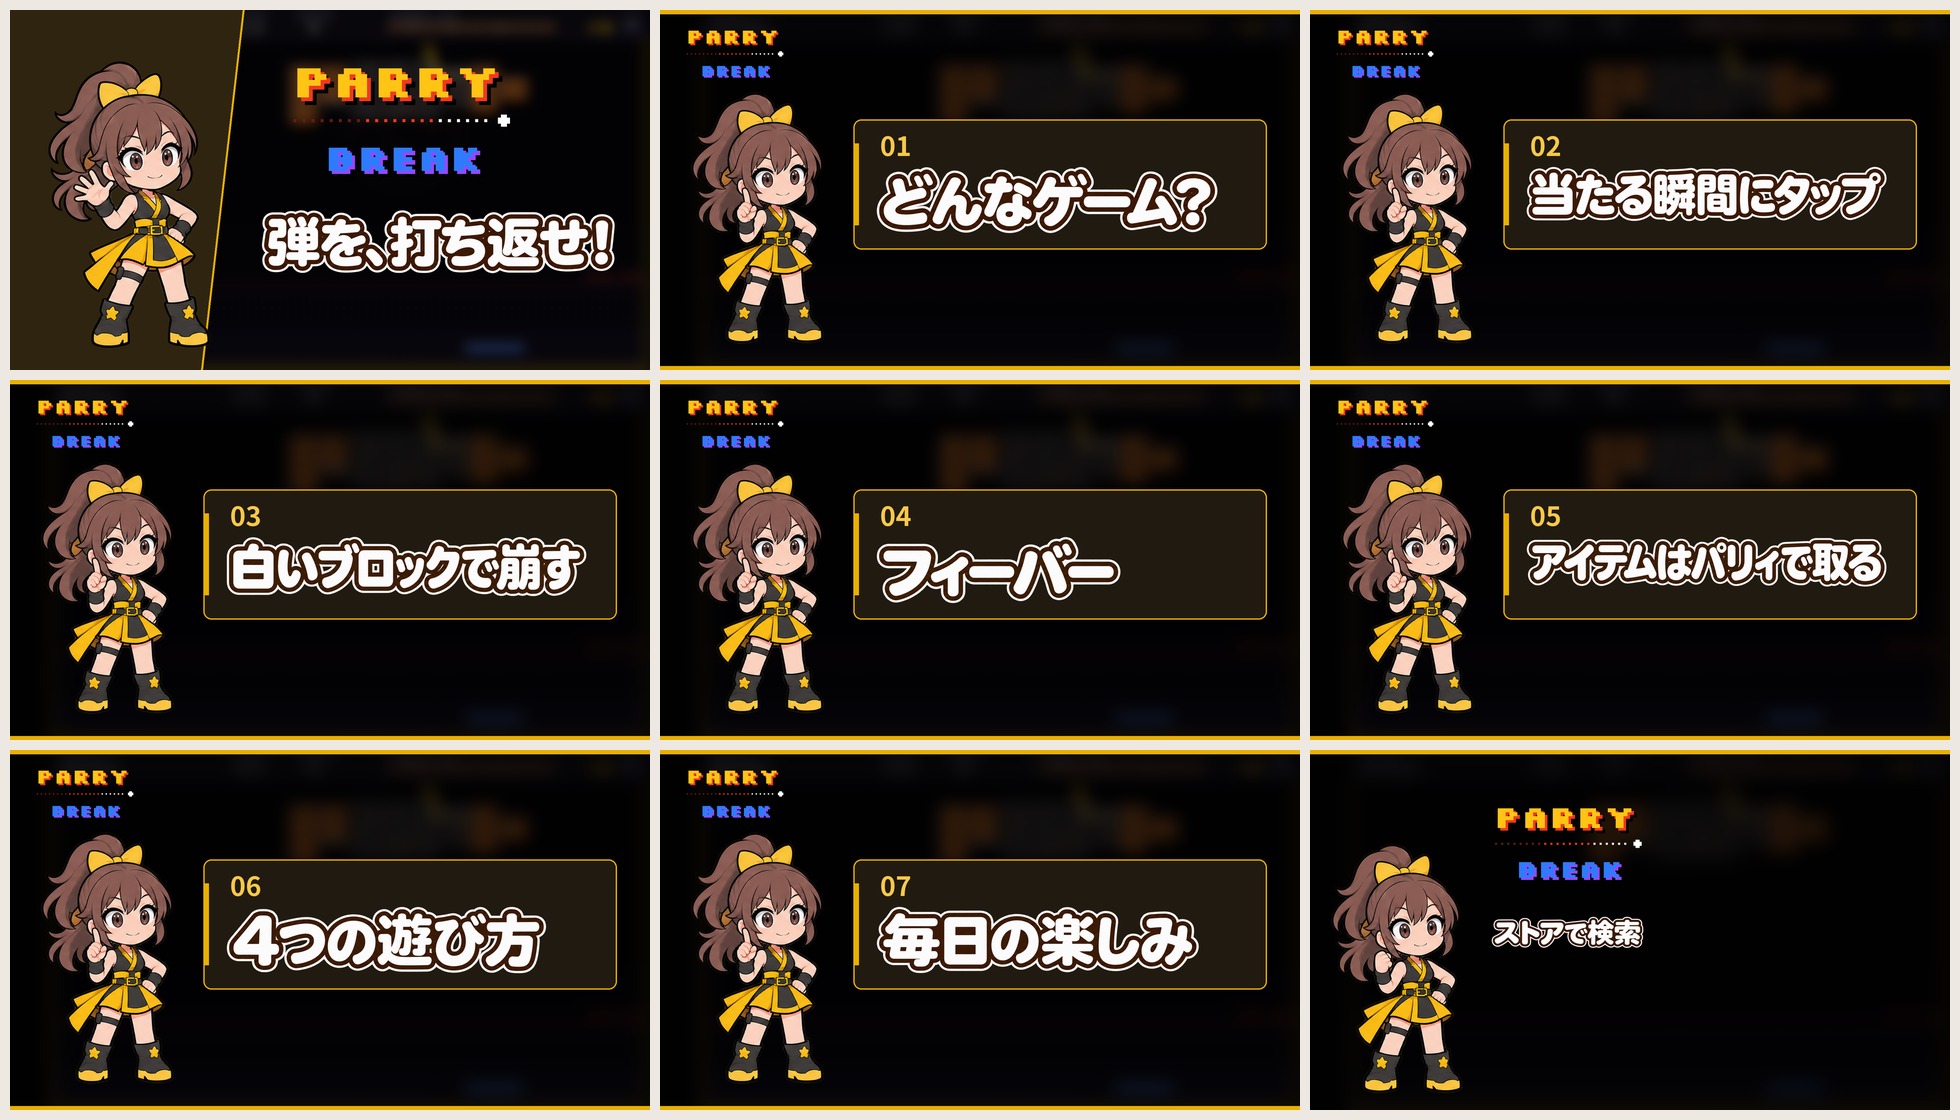 PARRY
BREAK
弾を、打ち返せ!
PARRY
BREAK
01
どんなゲーム?
PARRY
BREAK
02
当たる瞬間にタップ
PARRY
BREAK
03
白いブロックで崩す
PARRY
BREAK
04
フィーバー
PARRY
BREAK
05
アイテムはパリィで取る
PARRY
BREAK
06
4つの遊び方
PARRY
BREAK
07
毎日の楽しみ
PARRY
BREAK
ストアで検索